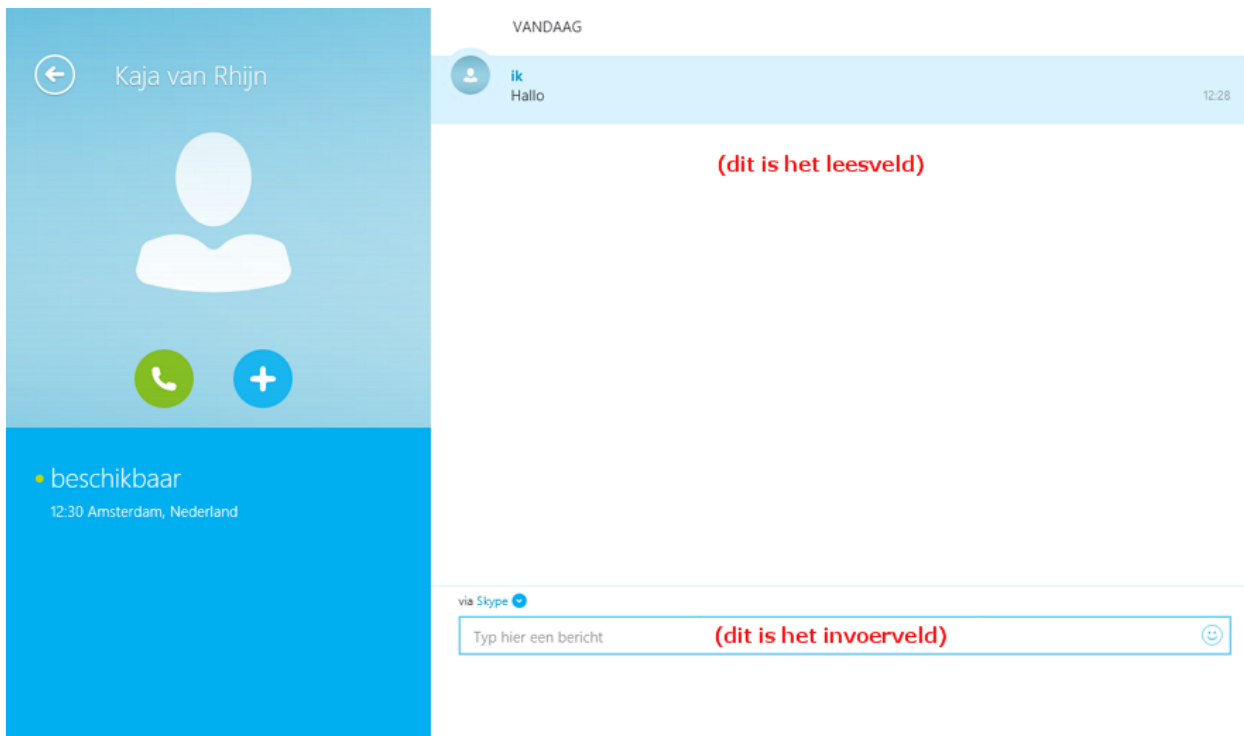 Kaja van Rhijn
beschikbaar
12:30 Amsterdam, Nederland
VANDAAG
ik
Hallo
12:28
(dit is het leesveld)
via Skype
Typ hier een bericht
(dit is het invoerveld)